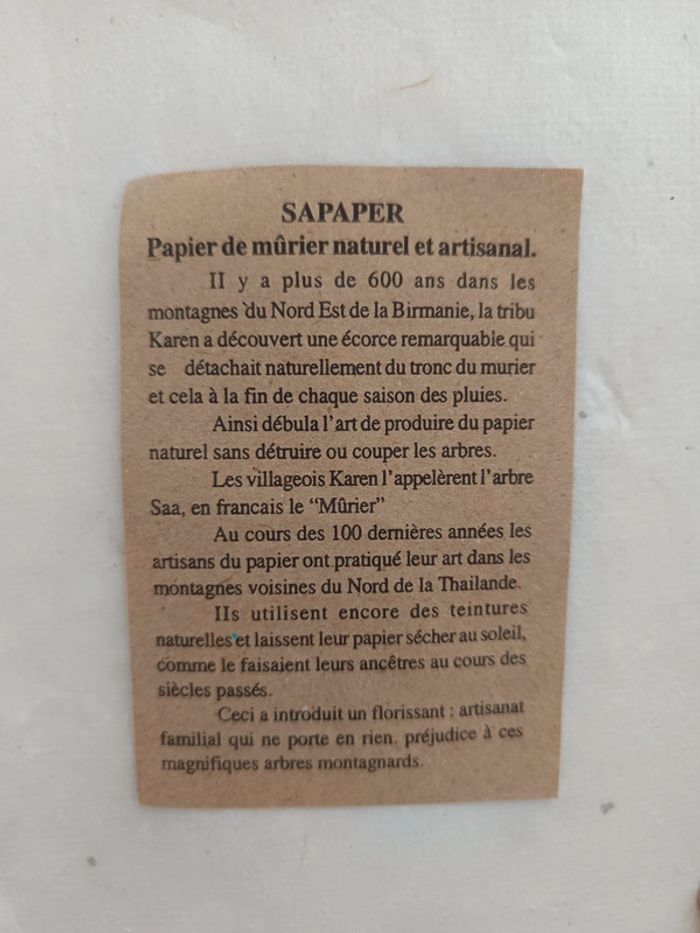 SAPAPER
Papier de mûrier naturel et artisanal.
II y a plus de 600 ans dans les
montagnes du Nord Est de la Birmanie, la tribu
Karen a découvert une écorce remarquable qui
se détachait naturellement du tronc du murier
et cela à la fin de chaque saison des pluies.
Ainsi débula l'art de produire du papier
naturel sans détruire ou couper les arbres.
Les villageois Karen l'appelèrent l'arbre
Saa, en francais le "Mûrier"
Au cours des 100 dernières années les
artisans du papier ont pratiqué leur art dans les
montagnes voisines du Nord de la Thailande.
IIs utilisent encore des teintures
naturelles et laissent leur papier sécher au soleil,
comme le faisaient leurs ancêtres au cours des
siècles passés.
Ceci a introduit un florissant : artisanat
familial qui ne porte en rien. préjudice à ces
magnifiques arbres montagnards.